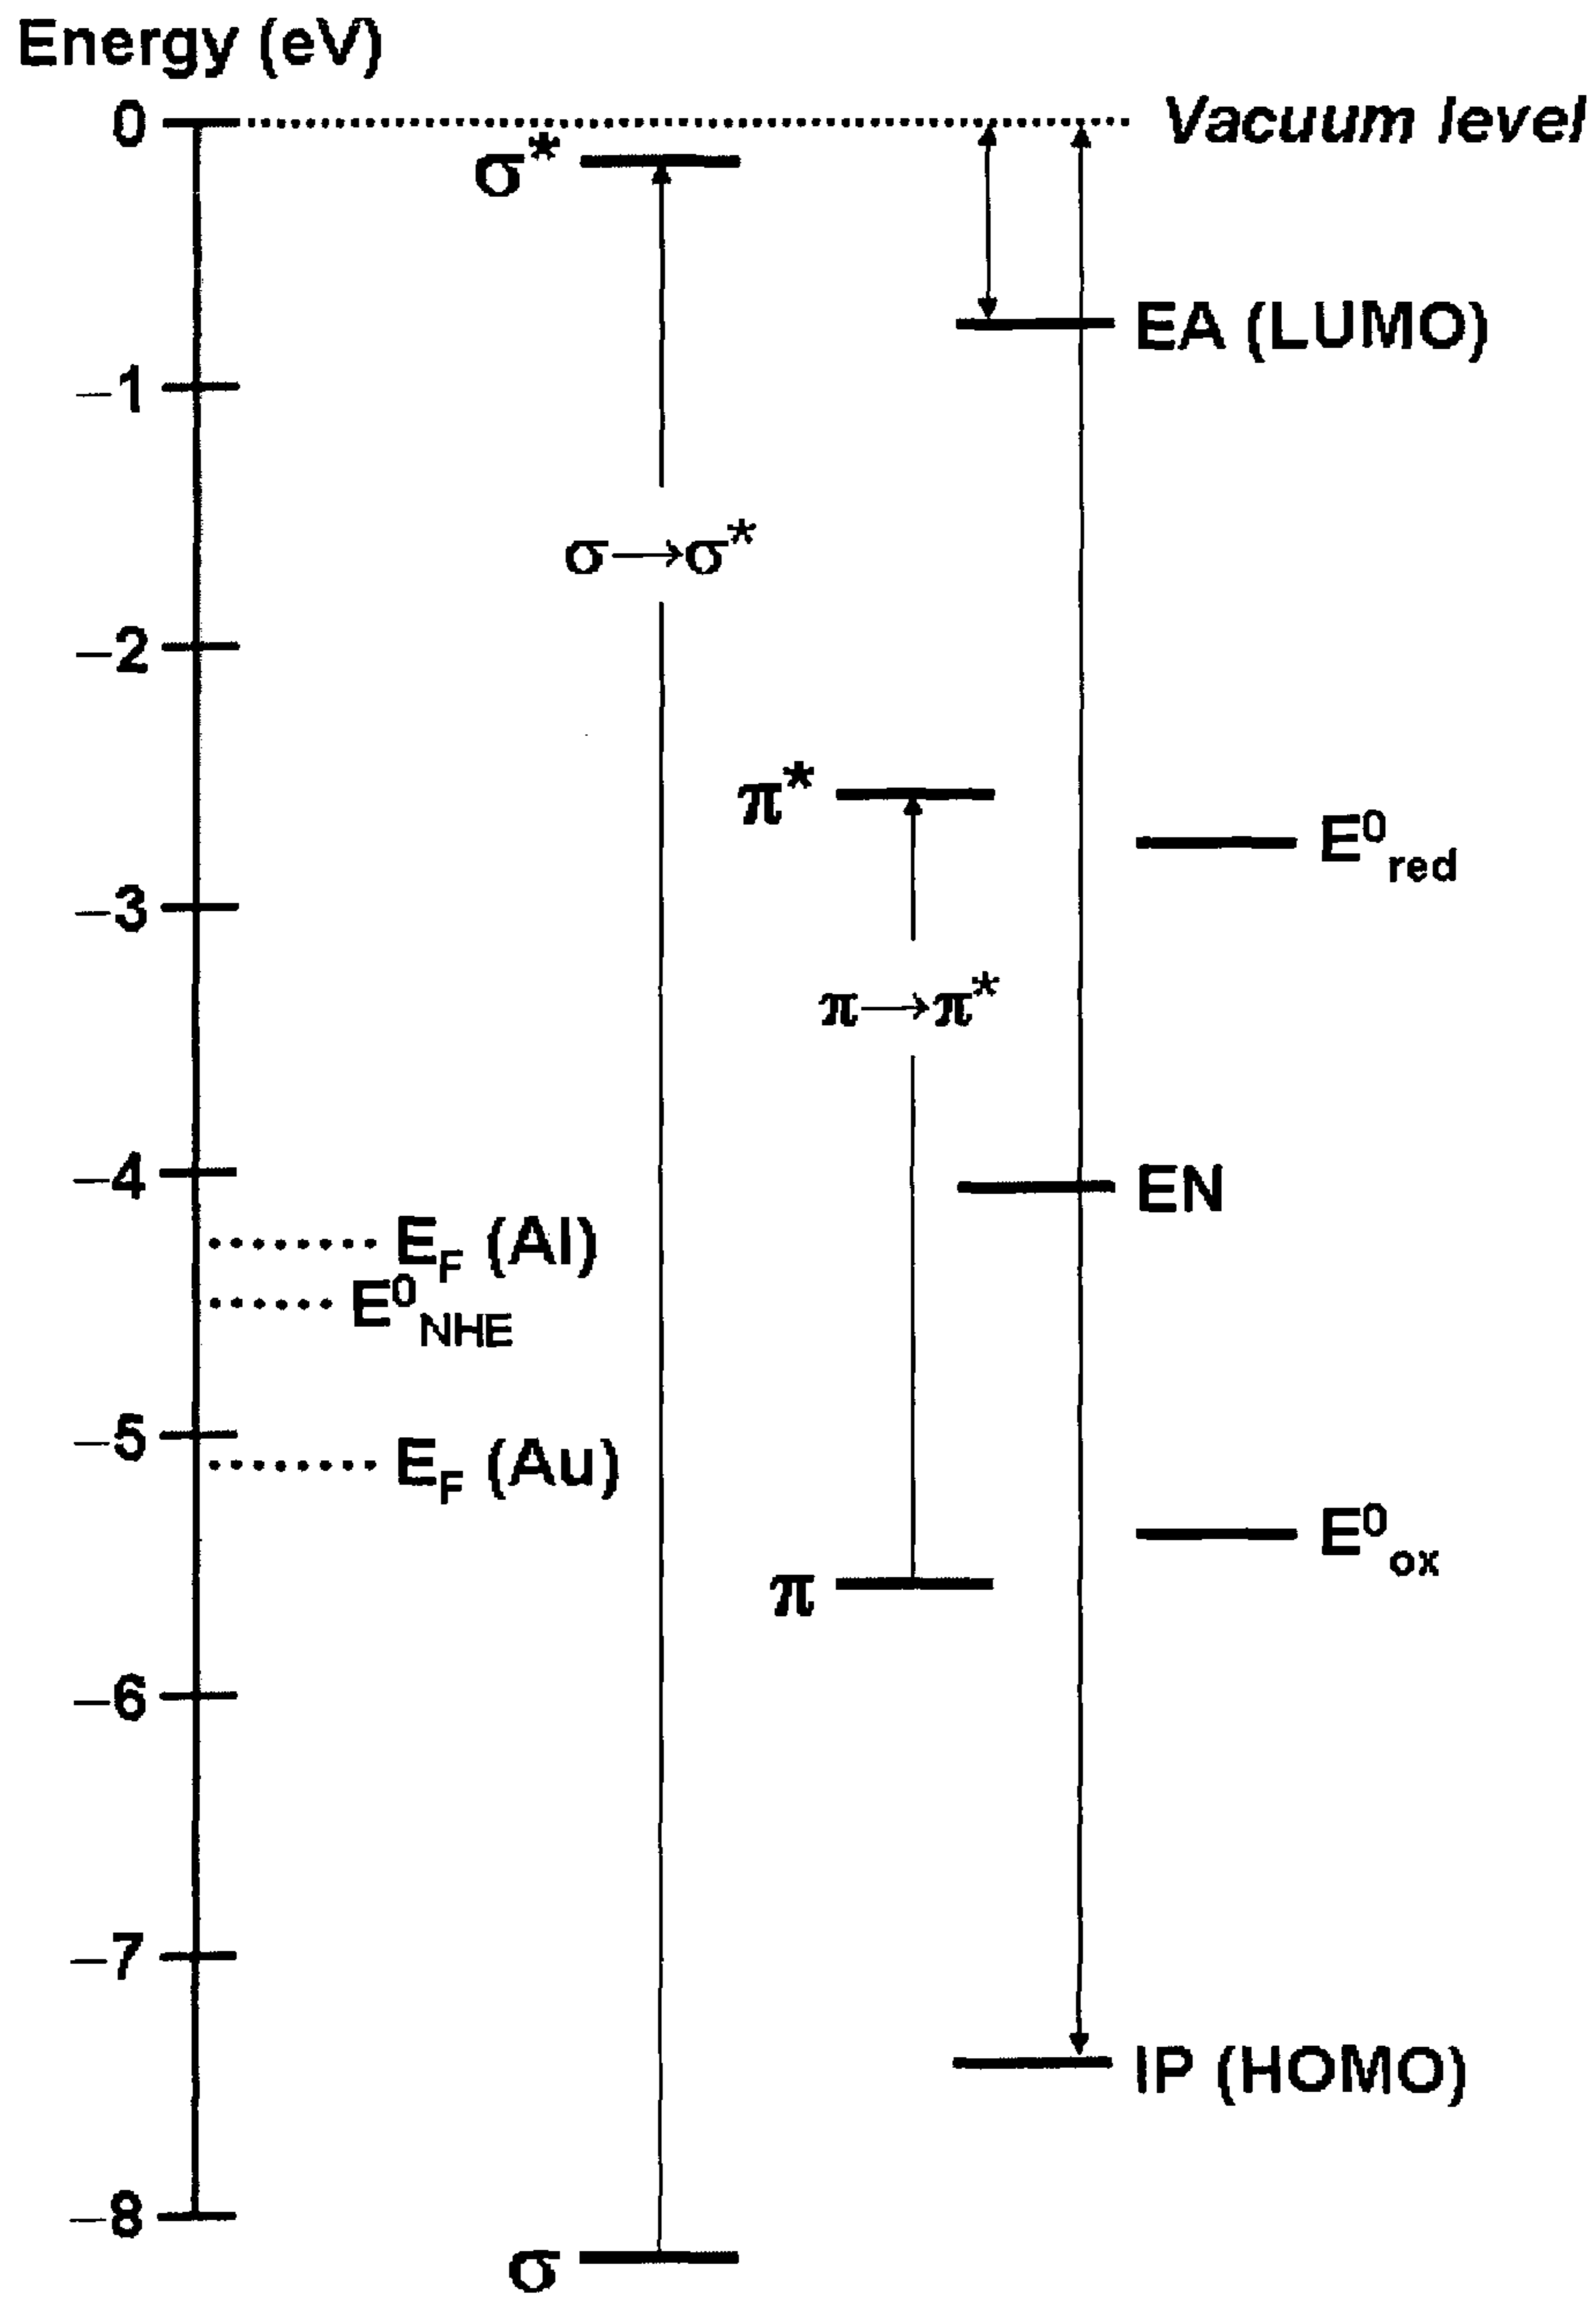 Energy (eV)
0
Vacuum level
σ*
EA (LUMO)
–1
σ→σ*
–2
π*
E⁰red
–3
π→π*
–4
EN
EF (Al)
E⁰NHE
–5
EF (Au)
E⁰ox
π
–6
–7
IP (HOMO)
–8
σ